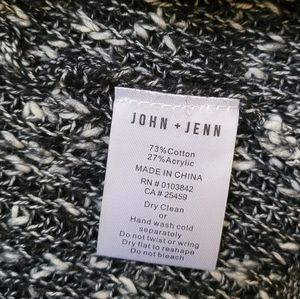 JOHN + JENN
73%Cotton
27%Acrylic
MADE IN CHINA
RN # 0103842
CA # 25459
Dry Clean
or
Hand wash cold
separately
Do not twist or wring
Dry flat to reshape
Do not bleach